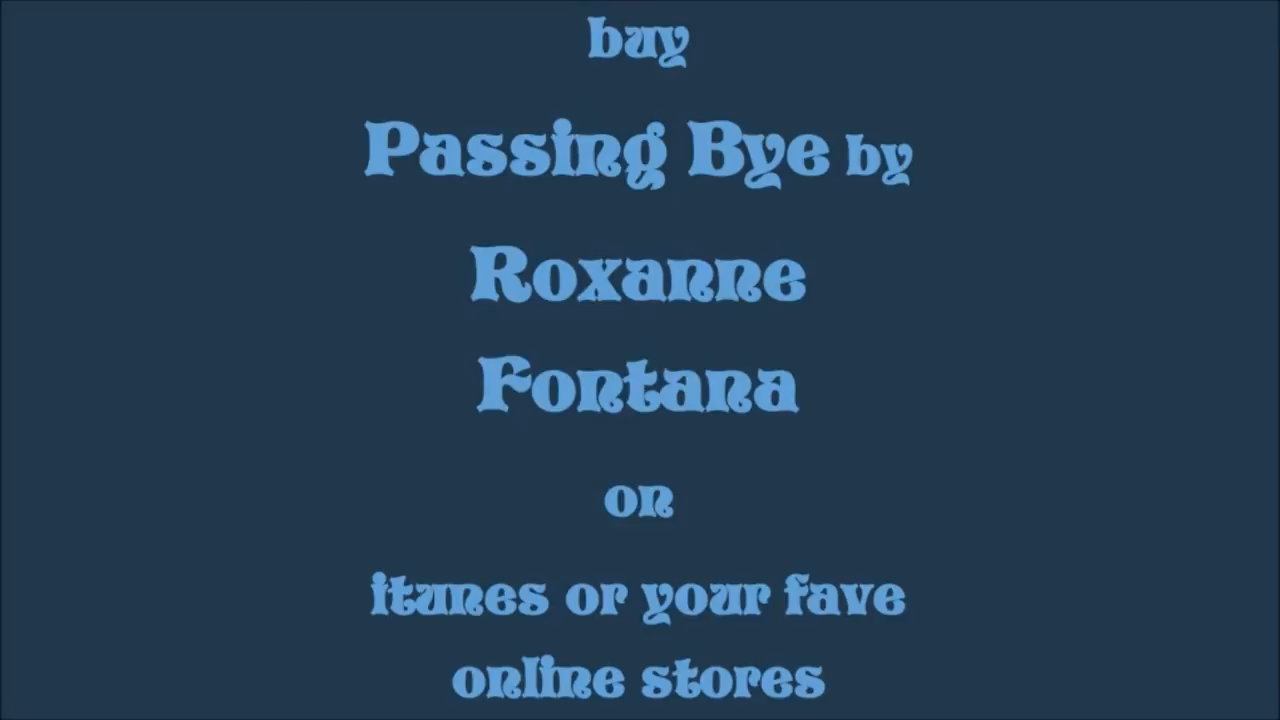 buy
Passing Bye by
Roxanne
Fontana
on
itunes or your fave
online stores